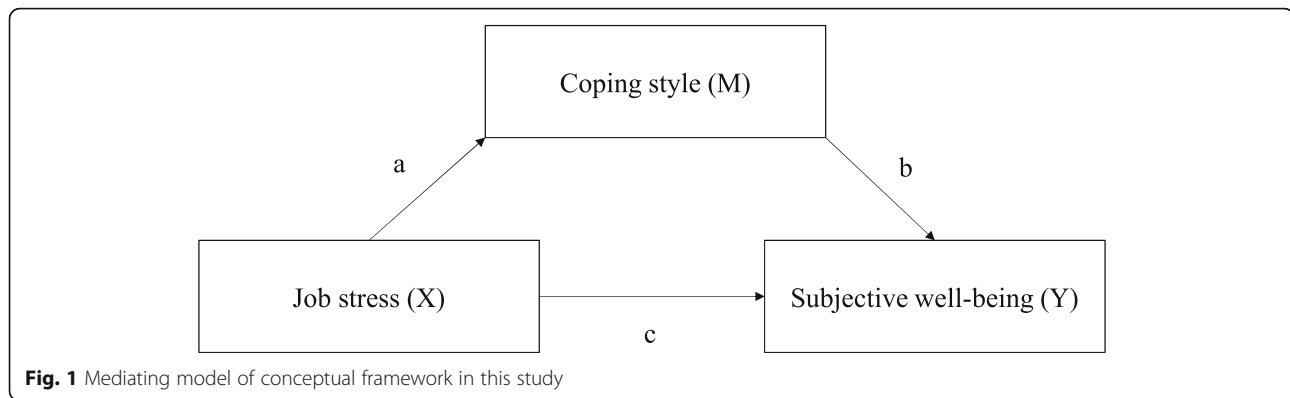 Coping style (M)
a
b
Job stress (X)
Subjective well-being (Y)
c
Fig. 1 Mediating model of conceptual framework in this study